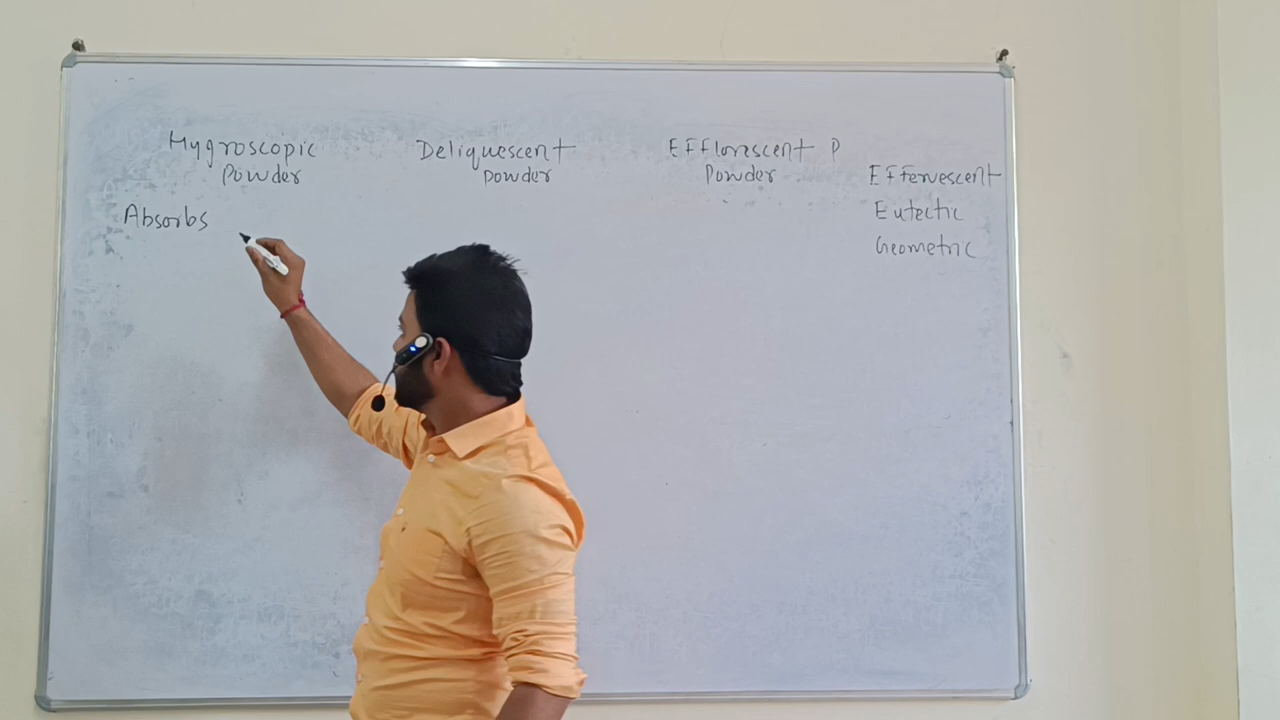 Hygroscopic
Powder
Absorbs
Deliquescent
Powder
Efflorescent P
Powder
Effervescent
Eutectic
Geometric